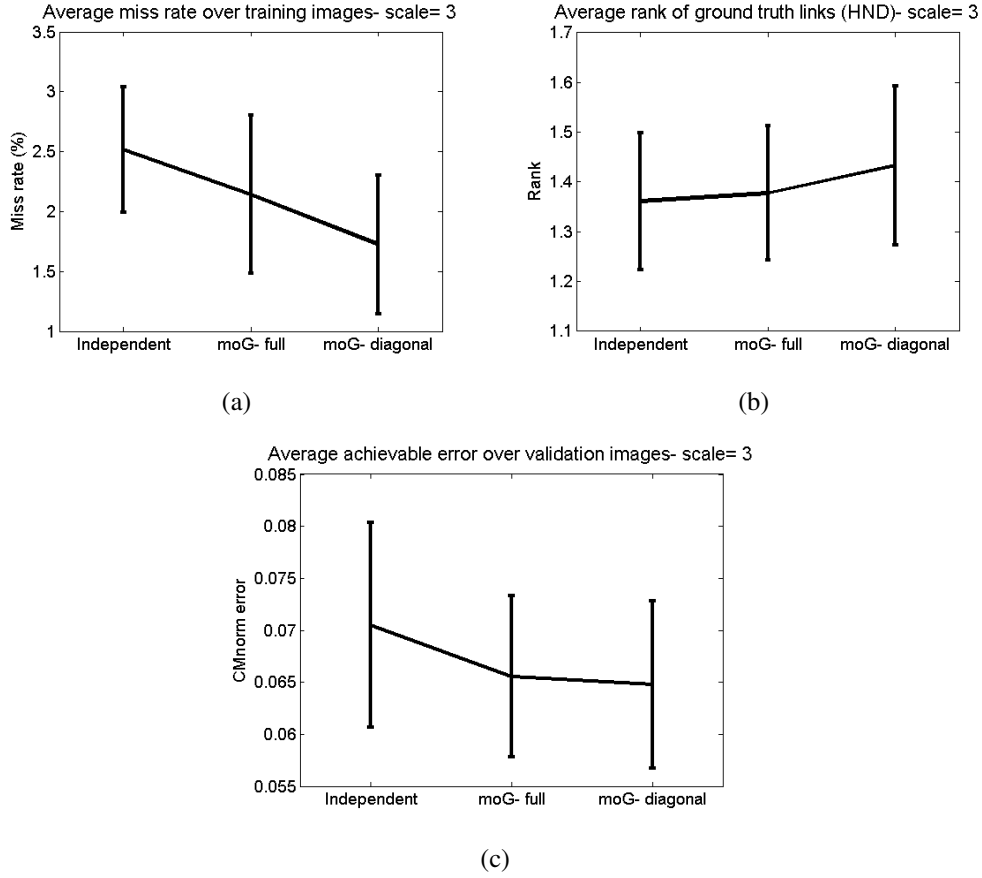 Average miss rate over training images- scale= 3
3.5
3
2.5
2
1.5
1
Miss rate (%)
Independent moG- full moG- diagonal
(a)
Average rank of ground truth links (HND)- scale= 3
1.7
1.6
1.5
1.4
1.3
1.2
1.1
Rank
Independent moG- full moG- diagonal
(b)
Average achievable error over validation images- scale= 3
0.085
0.08
0.075
0.07
0.065
0.06
0.055
CMnorm error
Independent moG- full moG- diagonal
(c)